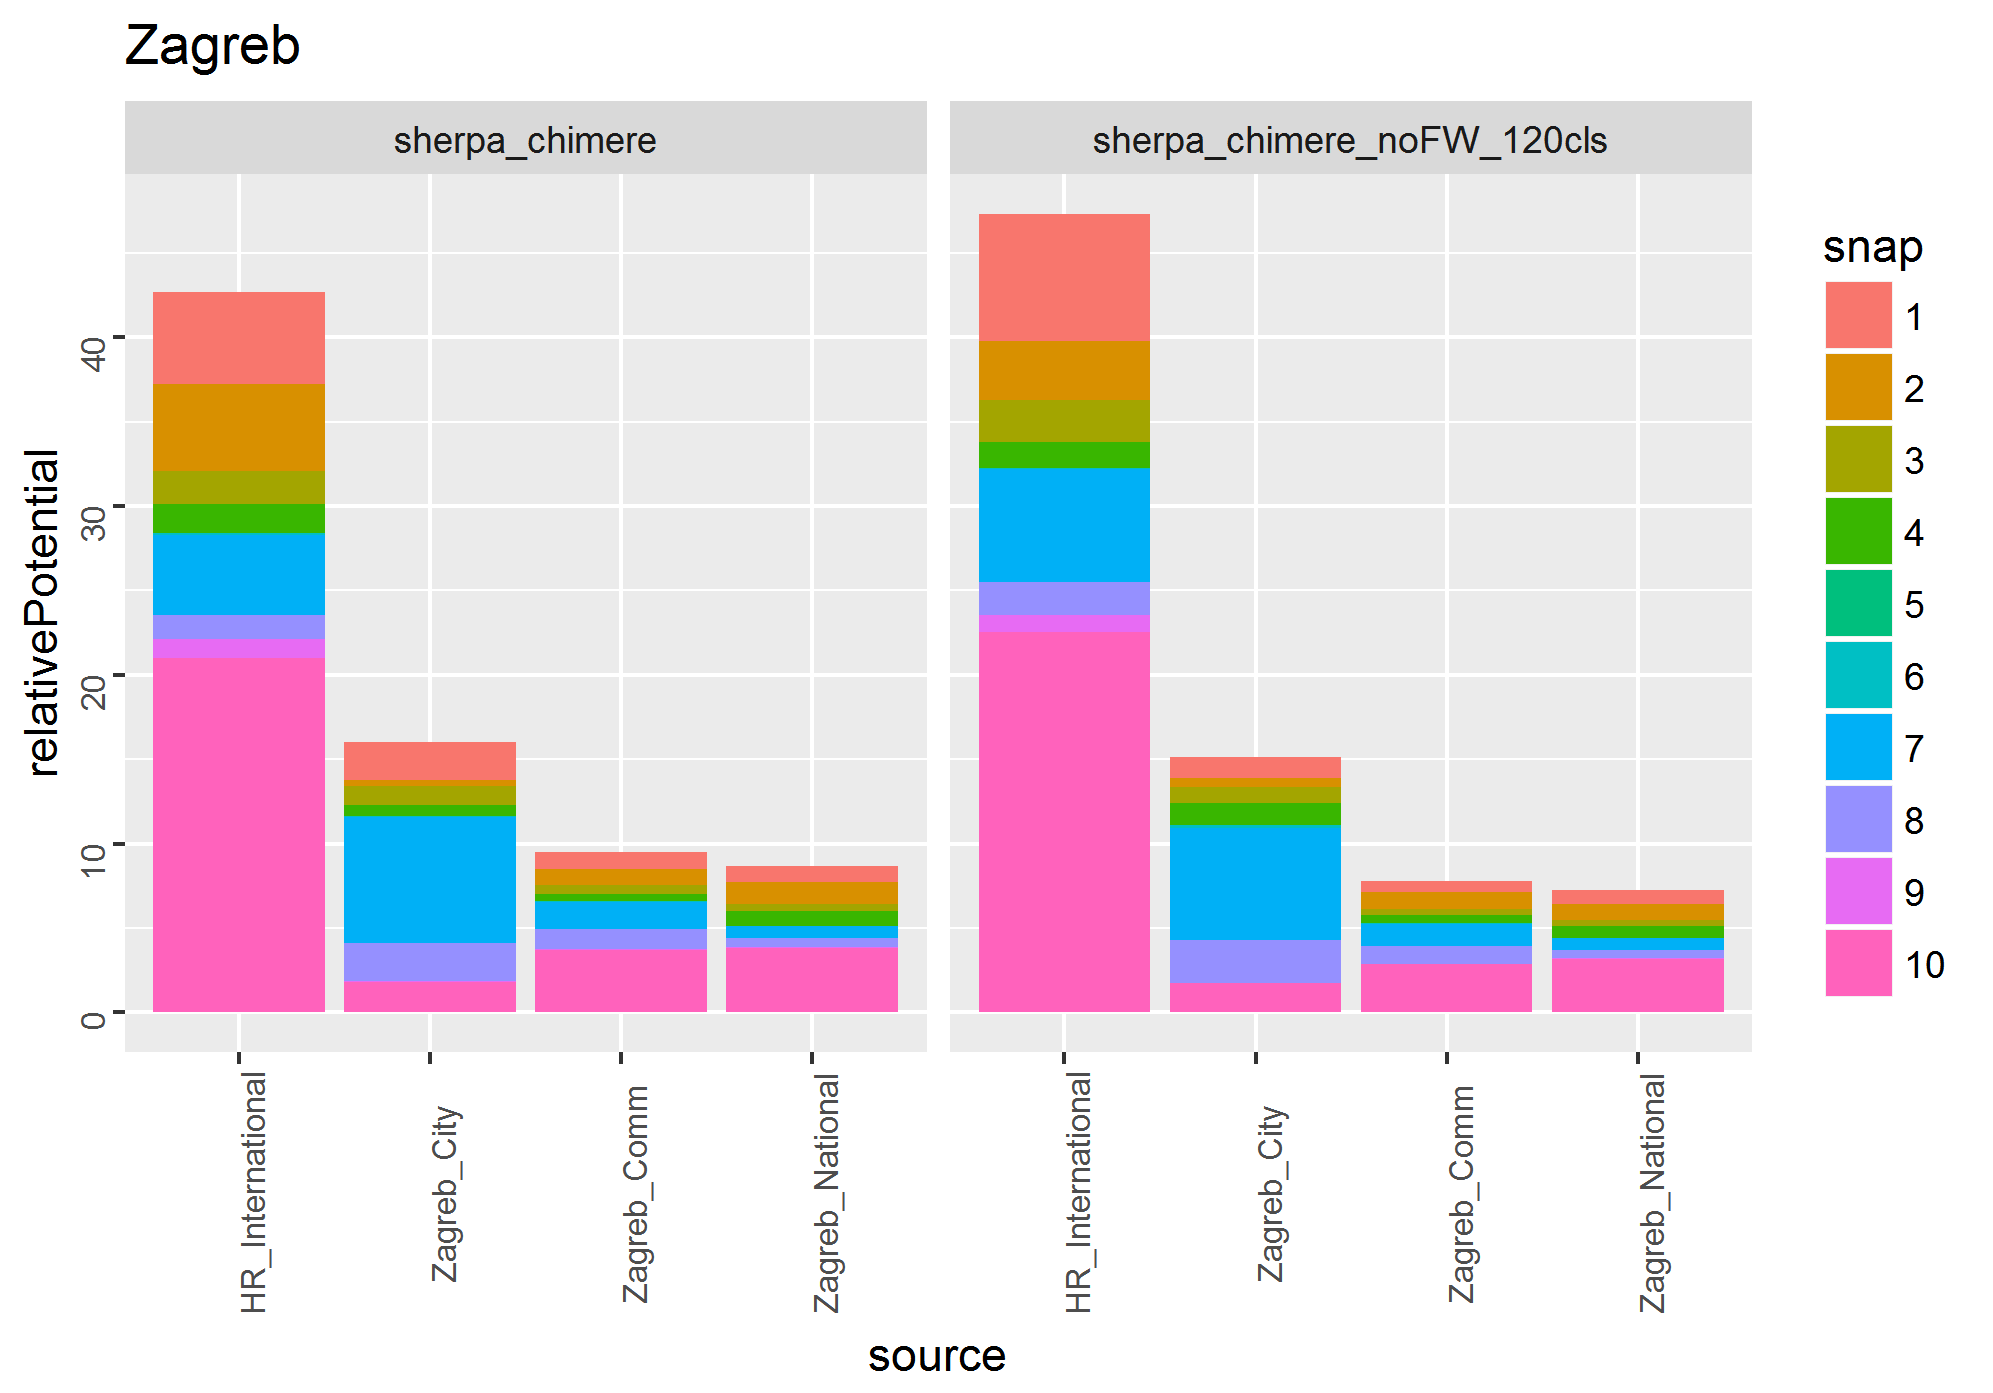 Zagreb
sherpa_chimere
sherpa_chimere_noFW_120cls
relativePotential
40
30
20
10
0
HR_International
Zagreb_City
Zagreb_Comm
Zagreb_National
HR_International
Zagreb_City
Zagreb_Comm
Zagreb_National
source
snap
1
2
3
4
5
6
7
8
9
10